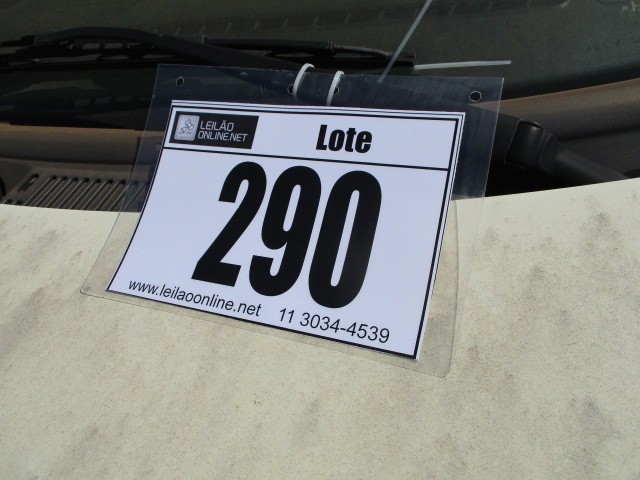 LEILÃO
ONLINE.NET
Lote
290
www.leilaoonline.net 11 3034-4539